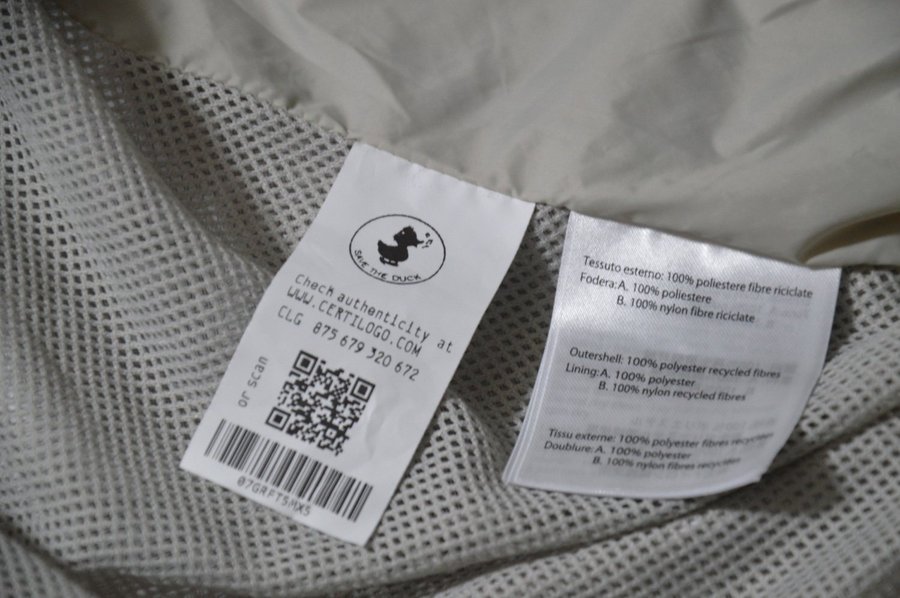 SAVE THE DUCK
Check authenticity at
WWW.CERTILOGO.COM
CLG 875 679 320 672
or scan
07GRFTSMX5
Tessuto esterno: 100% poliestere fibre riciclate
Fodera: A. 100% poliestere
B. 100% nylon fibre riciclate
Outershell: 100% polyester recycled fibres
Lining: A. 100% polyester
B. 100% nylon recycled fibres
Tissu externe: 100% polyester fibres recyclées
Doublure: A. 100% polyester
B. 100% nylon fibres recyclées